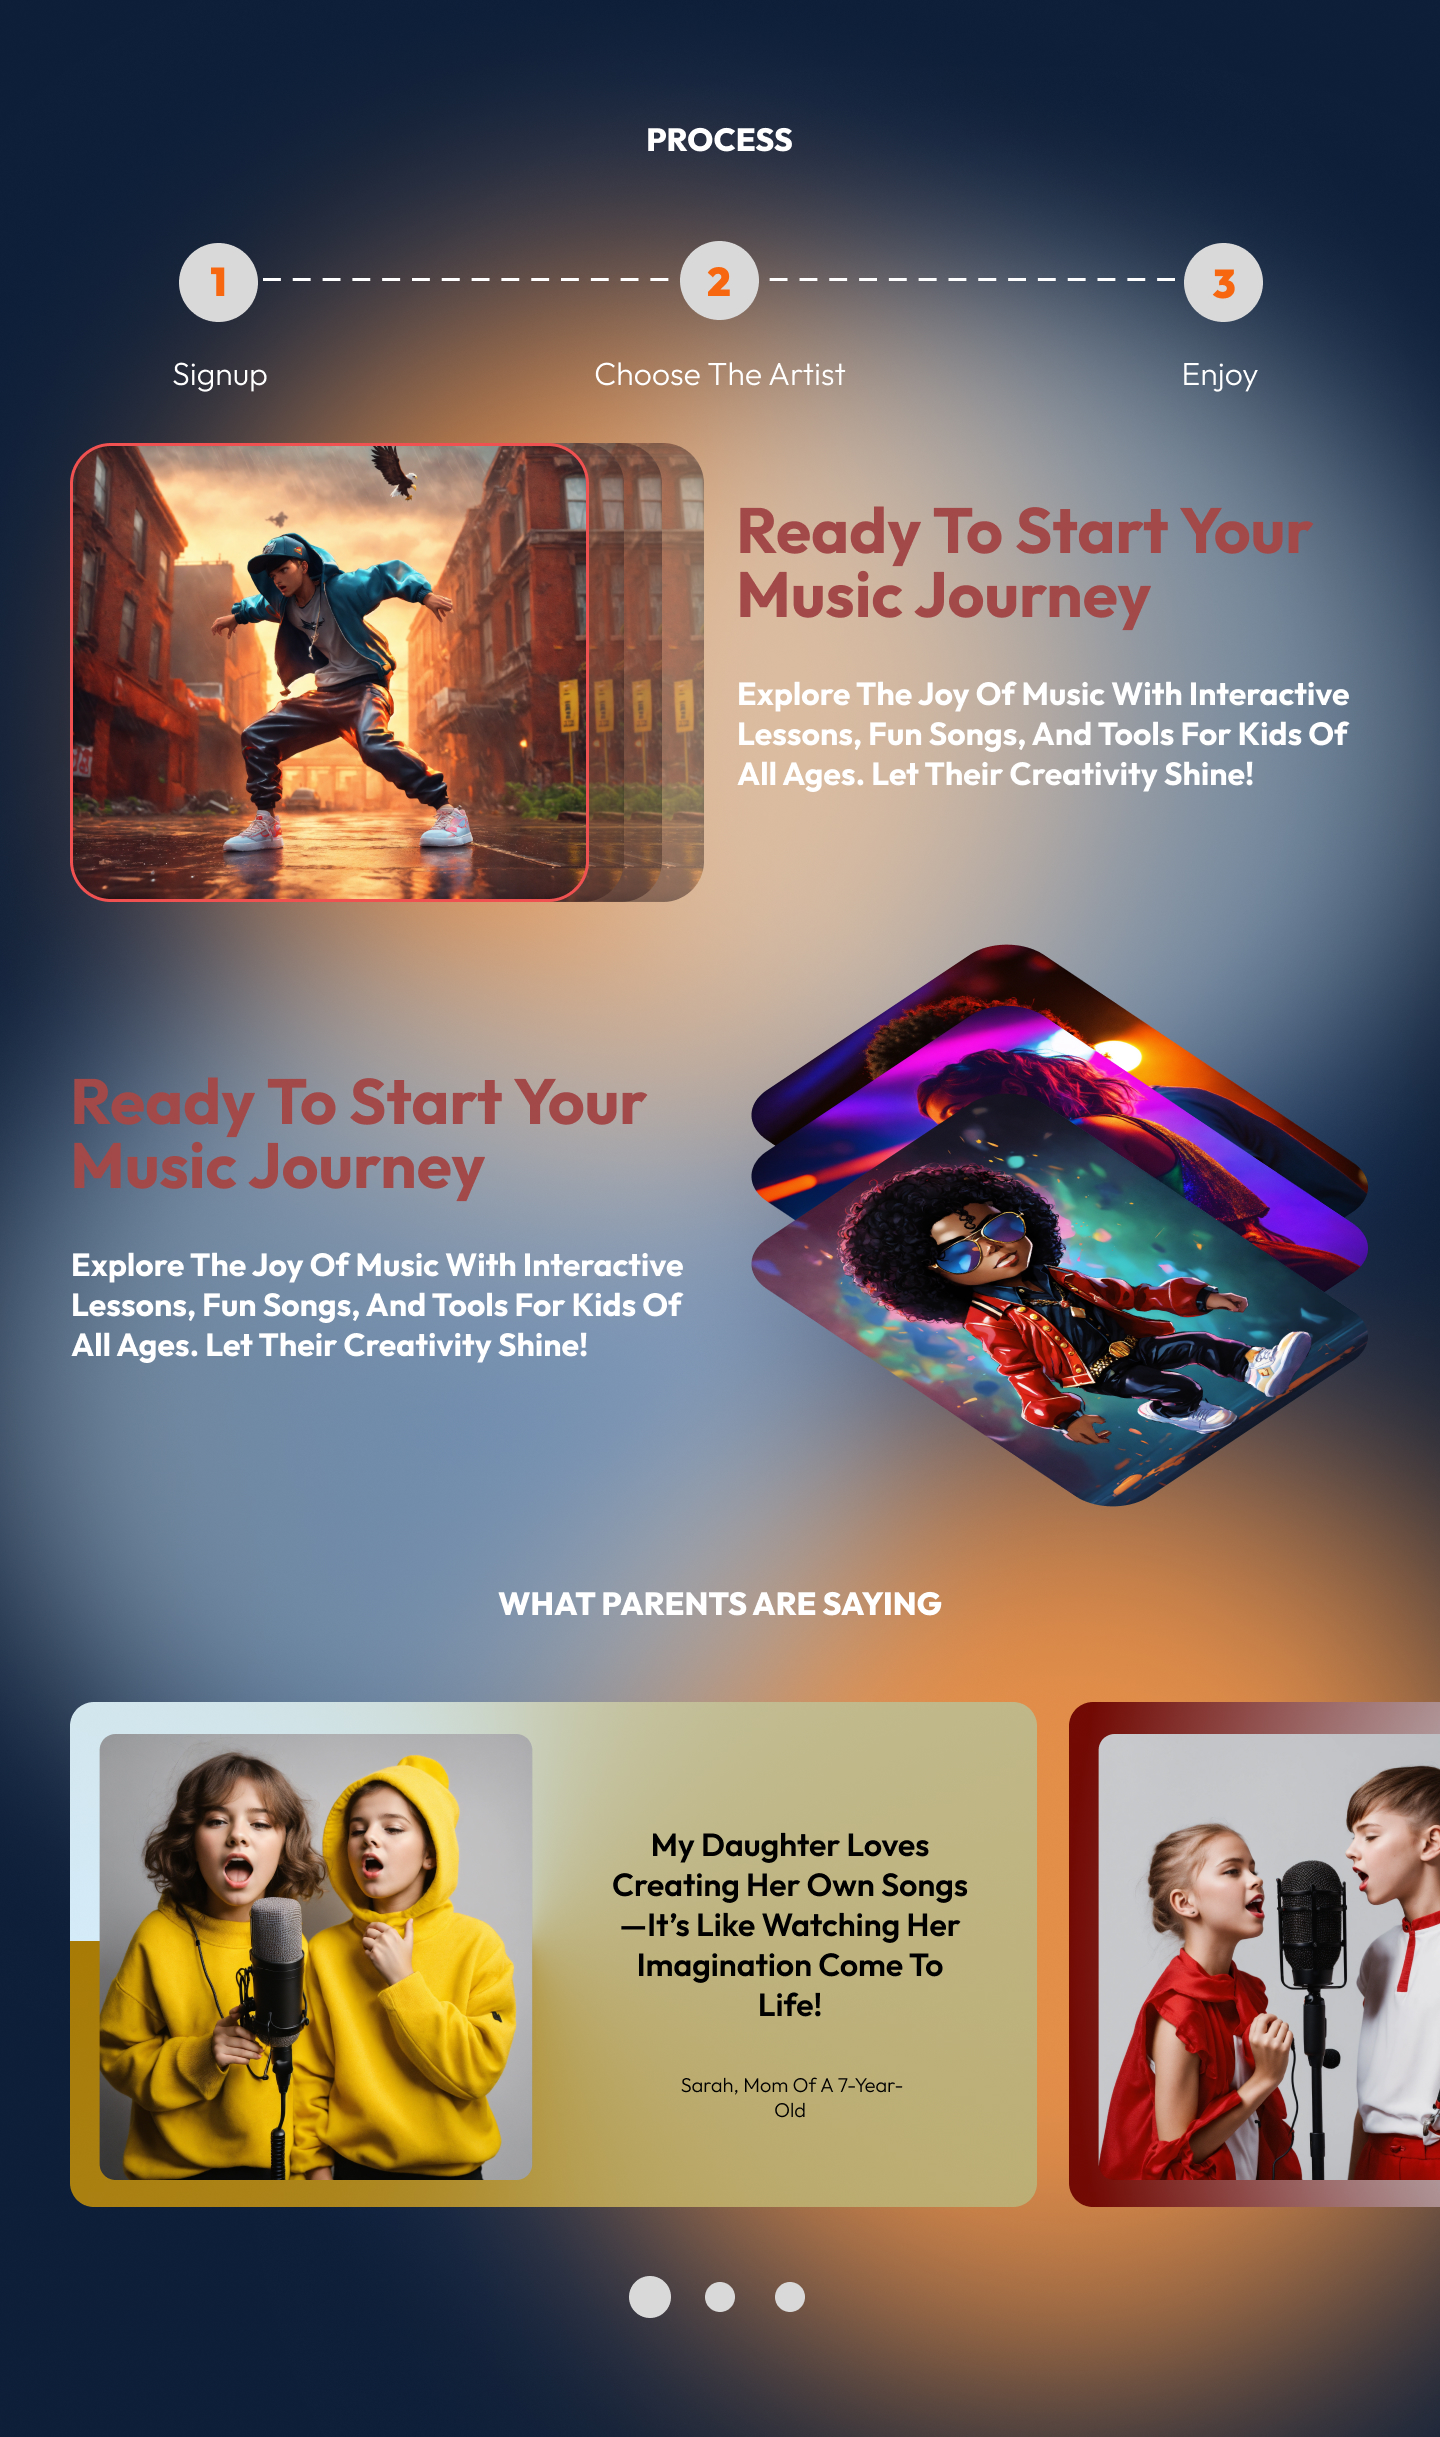 PROCESS
1
2
3
Signup
Choose The Artist
Enjoy
Ready To Start Your
Music Journey
Explore The Joy Of Music With Interactive
Lessons, Fun Songs, And Tools For Kids Of
All Ages. Let Their Creativity Shine!
Ready To Start Your
Music Journey
Explore The Joy Of Music With Interactive
Lessons, Fun Songs, And Tools For Kids Of
All Ages. Let Their Creativity Shine!
WHAT PARENTS ARE SAYING
My Daughter Loves
Creating Her Own Songs
—It’s Like Watching Her
Imagination Come To
Life!
Sarah, Mom Of A 7-Year-
Old